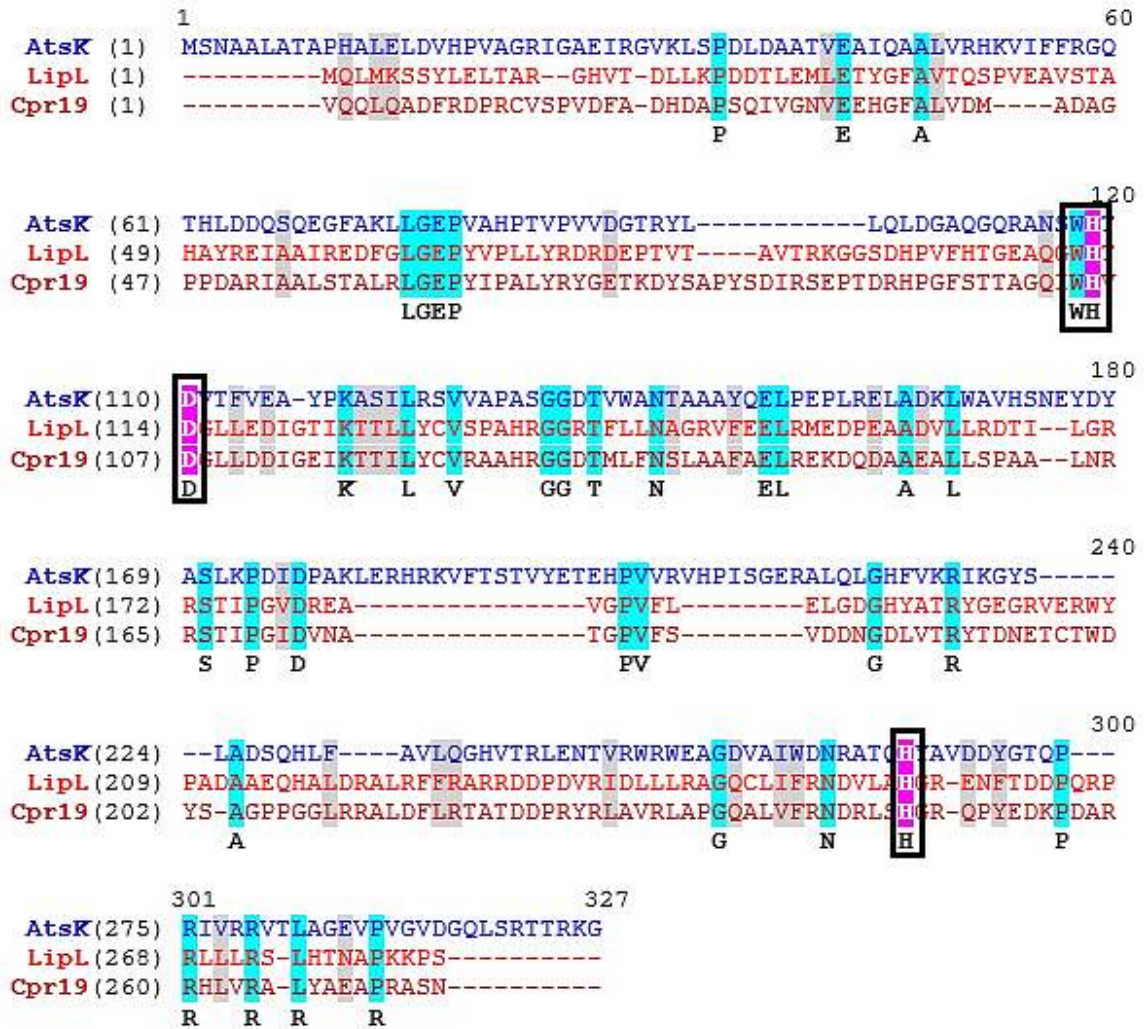 1 60
AtsK (1) MSNAALATAPHALELDVHPVAGRIGAEIRGVKLSPDLDAATVEAIQAALVRHKVIFFRGQ
LipL (1) ---------MQLMKSSYLELTAR--GHVT-DLLKPDDTLEMLETYGFAVTQSPVEAVSTA
Cpr19 (1) ---------VQQLQADFRDPRCVSPVDFA-DHDAPSQIVGNVEEHGFALVDM----ADAG
P E A
120
AtsK (61) THLDDQSQEGFAKLLGEPVAHPTVPVVDGTRYL-----------LQLDGAQGQRANSWHT
LipL (49) HAYREIAAIREDFGLGEPYVPLLYRDRDEPTVT----AVTRKGGSDHPVFHTGEAQGWHT
Cpr19 (47) PPDARIAALSTALRLGEPYIPALYRYGETKDYSAPYSDIRSEPTDRHPGFSTTAGQIWHV
LGEP WH
180
AtsK(110) DVTFVEA-YPKASILRSVVAPASGGDTVWANTAAAYQELPEPLRELADKLWAVHSNEYDY
LipL(114) DGLLEDIGTIKTTLLYCVSPAHRGGRTFLLNAGRVFEELRMEDPEAADVLLRDTI--LGR
Cpr19(107) DGLLDDIGEIKTTILYCVRAAHRGGDTMLFNSLAAFAELREKDQDAAEALLSPAA--LNR
D K L V GG T N EL A L
240
AtsK(169) ASLKPDIDPAKLERHRKVFTSTVYETEHPVVRVHPISGERALQLGHFVKRIKGYS-----
LipL(172) RSTIPGVDREA---------------VGPVFL---------ELGDGHYATRYGEGRVERWY
Cpr19(165) RSTIPGIDVNA---------------TGPVFS---------VDDNGDLVTRYTDNETCTWD
S P D PV G R
300
AtsK(224) --LADSQHLF----AVLQGHVTRLENTVRWRWEAGDVAIWDNRATQHYAVDDYGTQP---
LipL(209) PADAAEQHALDRALRFFRARRDDPDVRIDLLLRAGQCLIFRNDVLAHGR-ENFTDDPQRP
Cpr19(202) YS-AGPPGGLRRALDFLRTATDDPRYRLAVRLAPGQALVFRNDRLSHGR-QPYEDKPDAR
A G N H P
301 327
AtsK(275) RIVRRVTLAGEVPVGVDGQLSRTTRKG
LipL(268) RLLLRS-LHTNAPKKPS----------
Cpr19(260) RHLVRA-LYAEAPRASN----------
R R R R